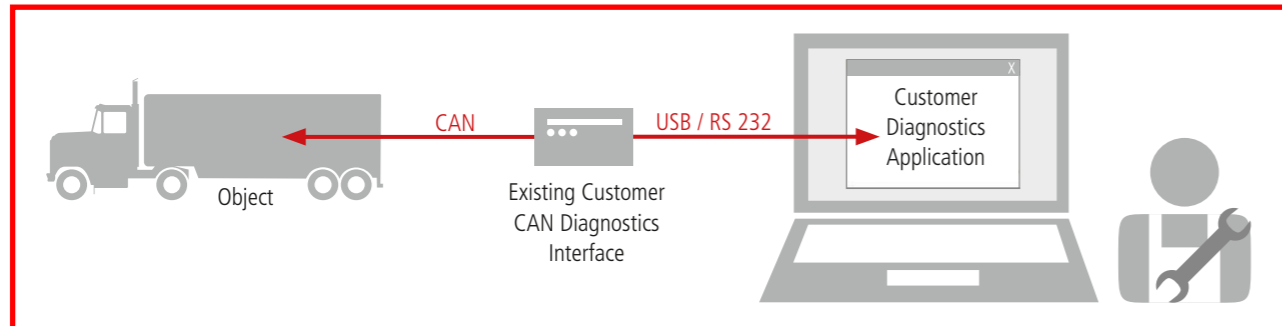 X
Customer
Diagnostics
Application
CAN
USB / RS 232
Object
Existing Customer
CAN Diagnostics
Interface